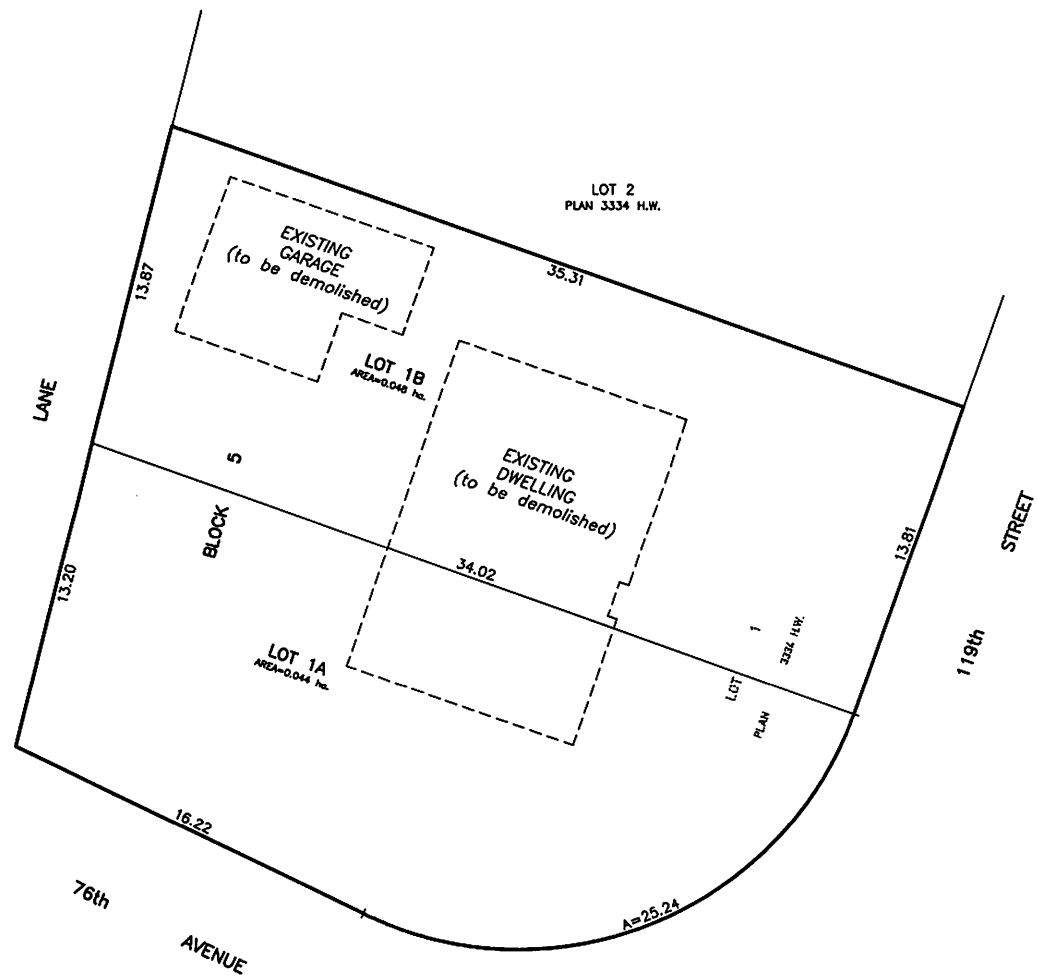 LOT 2
PLAN 3334 H.W.
EXISTING
GARAGE
(to be demolished)
35.31
13.87
LOT 1B
AREA=0.048 ha.
LANE
5
BLOCK
EXISTING
DWELLING
(to be demolished)
STREET
13.81
34.02
13.20
1
3334 H.W.
119th
LOT 1A
AREA=0.044 ha.
LOT
PLAN
16.22
A=25.24
76th
AVENUE